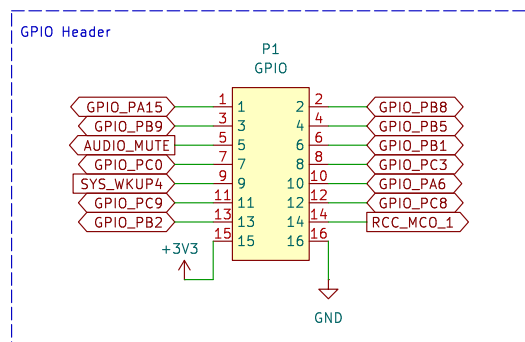 GPIO Header
P1
GPIO
GPIO_PA15 1 1 2 2 GPIO_PB8
GPIO_PB9 3 3 4 4 GPIO_PB5
AUDIO_MUTE 5 5 6 6 GPIO_PB1
GPIO_PC0 7 7 8 8 GPIO_PC3
SYS_WKUP4 9 9 10 10 GPIO_PA6
GPIO_PC9 11 11 12 12 GPIO_PC8
GPIO_PB2 13 13 14 14 RCC_MCO_1
+3V3 15 15 16 16
GND